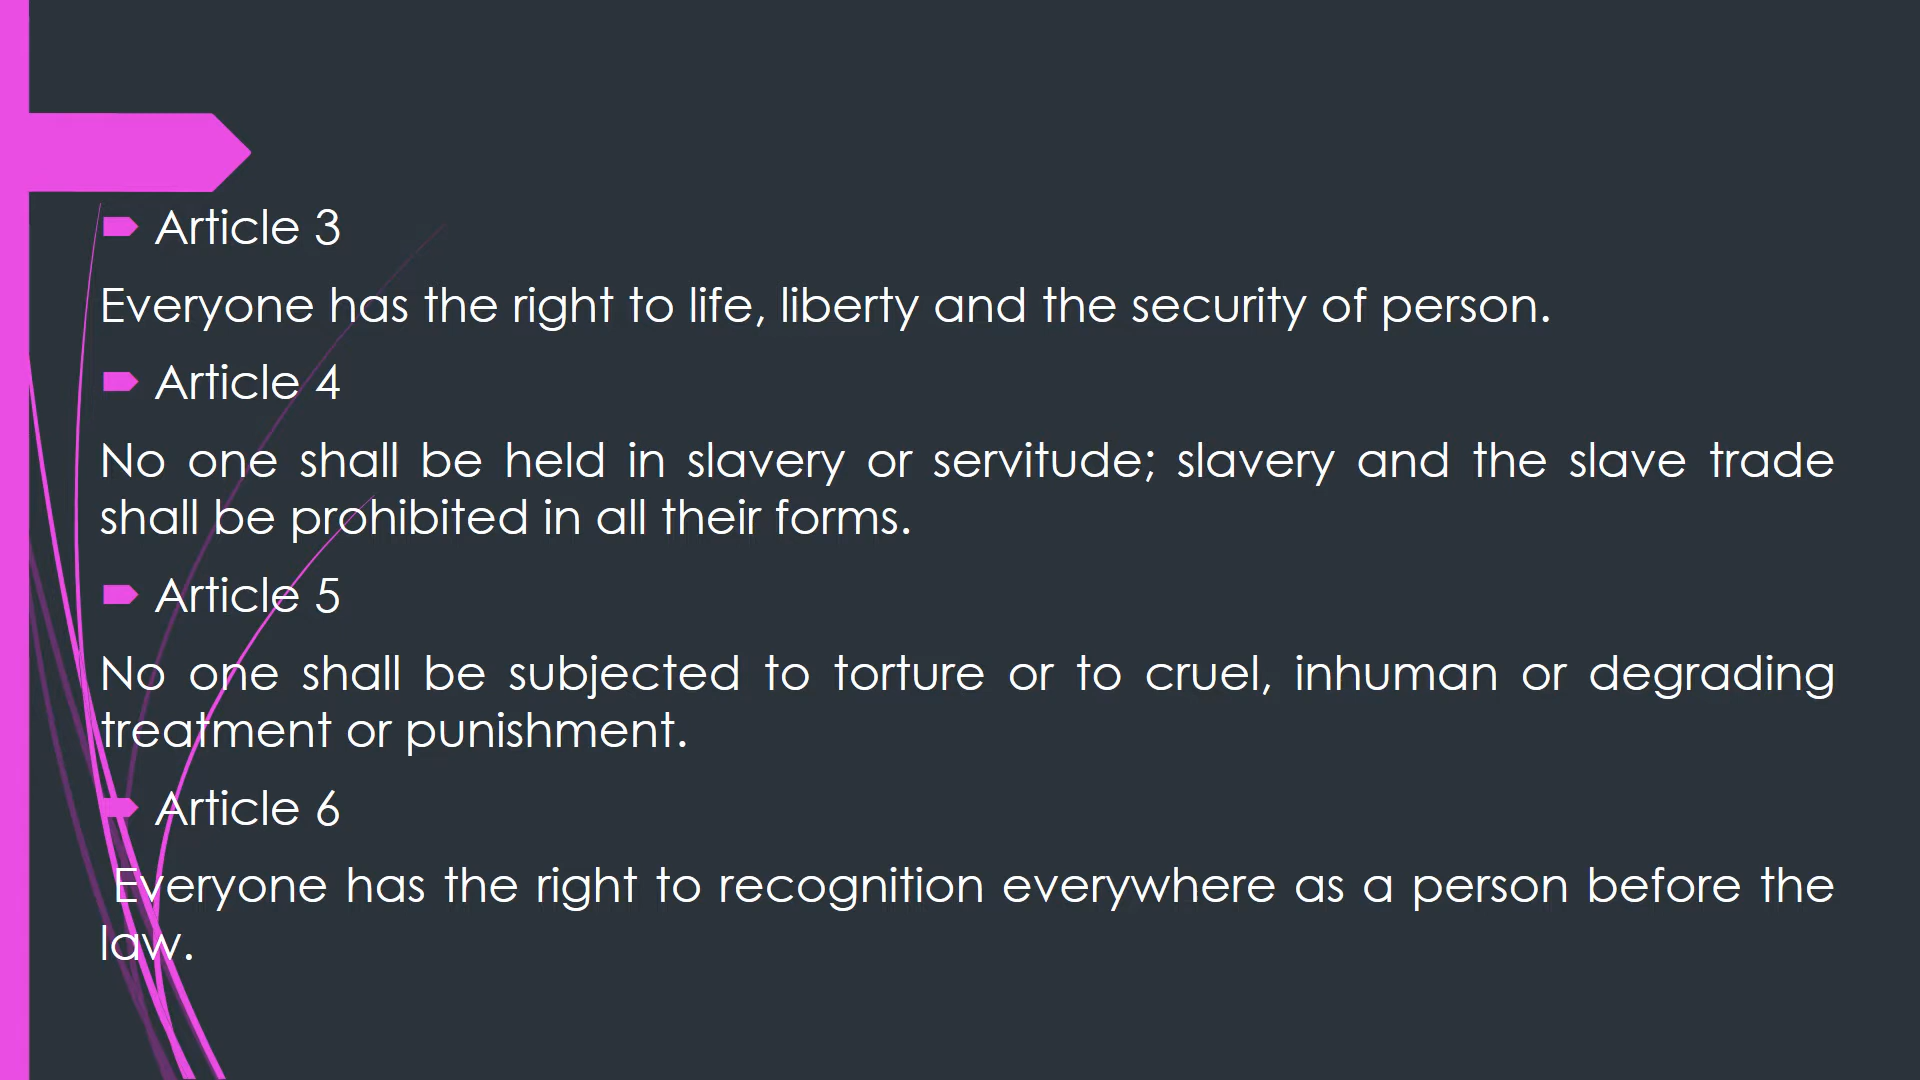 Article 3
Everyone has the right to life, liberty and the security of person.
Article 4
No one shall be held in slavery or servitude; slavery and the slave trade
shall be prohibited in all their forms.
Article 5
No one shall be subjected to torture or to cruel, inhuman or degrading
treatment or punishment.
Article 6
Everyone has the right to recognition everywhere as a person before the
law.